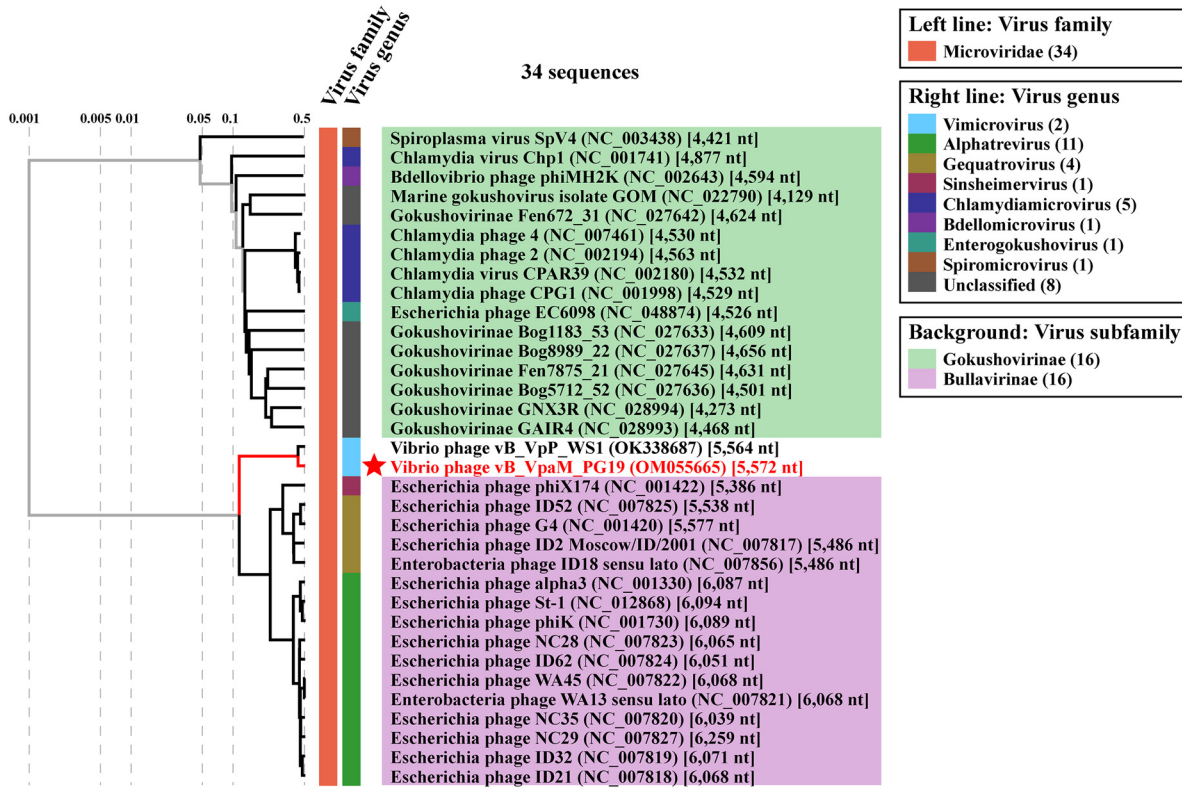 Virus family
Virus genus
34 sequences
0.001
0.005
0.01
0.05
0.1
0.5
Spiroplasma virus SpV4 (NC_003438) [4,421 nt]
Chlamydia virus Chp1 (NC_001741) [4,877 nt]
Bdellovibrio phage phiMH2K (NC_002643) [4,594 nt]
Marine gokushovirus isolate GOM (NC_022790) [4,129 nt]
Gokushovirinae Fen672_31 (NC_027642) [4,624 nt]
Chlamydia phage 4 (NC_007461) [4,530 nt]
Chlamydia phage 2 (NC_002194) [4,563 nt]
Chlamydia virus CPAR39 (NC_002180) [4,532 nt]
Chlamydia phage CPG1 (NC_001998) [4,529 nt]
Escherichia phage EC6098 (NC_048874) [4,526 nt]
Gokushovirinae Bog1183_53 (NC_027633) [4,609 nt]
Gokushovirinae Bog8989_22 (NC_027637) [4,656 nt]
Gokushovirinae Fen7875_21 (NC_027645) [4,631 nt]
Gokushovirinae Bog5712_52 (NC_027636) [4,501 nt]
Gokushovirinae GNX3R (NC_028994) [4,273 nt]
Gokushovirinae GAIR4 (NC_028993) [4,468 nt]
Vibrio phage vB_VpP_WS1 (OK338687) [5,564 nt]
Vibrio phage vB_VpaM_PG19 (OM055665) [5,572 nt]
Escherichia phage phiX174 (NC_001422) [5,386 nt]
Escherichia phage ID52 (NC_007825) [5,538 nt]
Escherichia phage G4 (NC_001420) [5,577 nt]
Escherichia phage ID2 Moscow/ID/2001 (NC_007817) [5,486 nt]
Enterobacteria phage ID18 sensu lato (NC_007856) [5,486 nt]
Escherichia phage alpha3 (NC_001330) [6,087 nt]
Escherichia phage St-1 (NC_012868) [6,094 nt]
Escherichia phage phiK (NC_001730) [6,089 nt]
Escherichia phage NC28 (NC_007823) [6,065 nt]
Escherichia phage ID62 (NC_007824) [6,051 nt]
Escherichia phage WA45 (NC_007822) [6,068 nt]
Enterobacteria phage WA13 sensu lato (NC_007821) [6,068 nt]
Escherichia phage NC35 (NC_007820) [6,039 nt]
Escherichia phage NC29 (NC_007827) [6,259 nt]
Escherichia phage ID32 (NC_007819) [6,071 nt]
Escherichia phage ID21 (NC_007818) [6,068 nt]
Left line: Virus family
Microviridae (34)
Right line: Virus genus
Vimicrovirus (2)
Alphatrevirus (11)
Gequatrovirus (4)
Sinsheimervirus (1)
Chlamydiamicrovirus (5)
Bdellomicrovirus (1)
Enterogokushovirus (1)
Spiromicrovirus (1)
Unclassified (8)
Background: Virus subfamily
Gokushovirinae (16)
Bullavirinae (16)